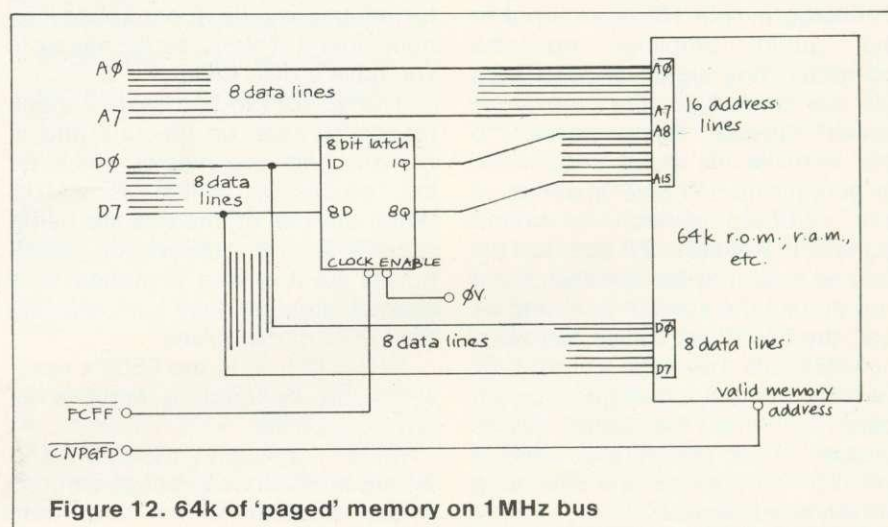 AØ
8 data lines
A7
DØ
8 data lines
D7
8 bit latch
1D 1Q
8D 8Q
CLOCK ENABLE
ØV
AØ
A7
A8
A15
16 address lines
64k r.o.m., r.a.m., etc.
8 data lines
DØ
D7
8 data lines
valid memory address
FCFF
CNPGFD
Figure 12. 64k of 'paged' memory on 1MHz bus